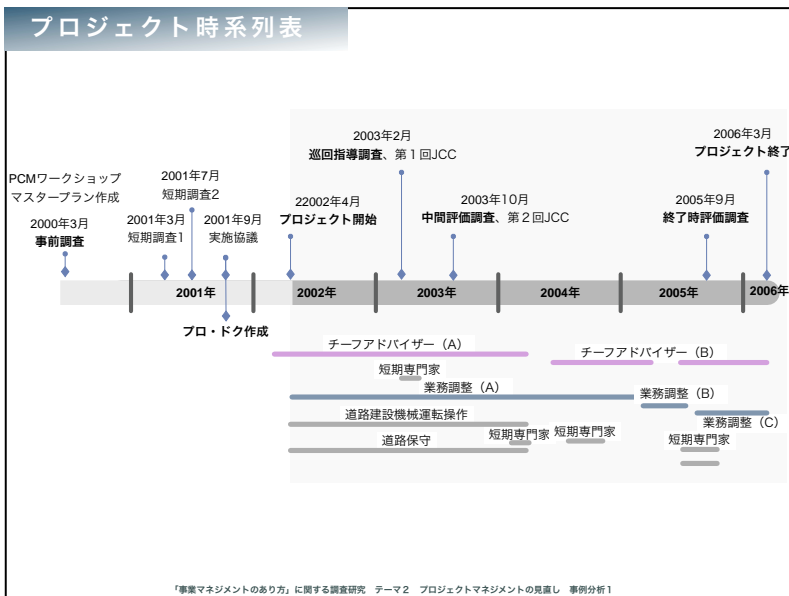 プロジェクト時系列表
PCMワークショップ
マスタープラン作成
2000年3月
事前調査
2001年3月
短期調査1
2001年7月
短期調査2
2001年9月
実施協議
22002年4月
プロジェクト開始
2003年2月
巡回指導調査、第1回JCC
2003年10月
中間評価調査、第2回JCC
2005年9月
終了時評価調査
2006年3月
プロジェクト終了
2001年
2002年
2003年
2004年
2005年
2006年
プロ・ドク作成
チーフアドバイザー（A）
チーフアドバイザー（B）
短期専門家
業務調整（A）
業務調整（B）
業務調整（C）
道路建設機械運転操作
道路保守
短期専門家
短期専門家
短期専門家
「事業マネジメントのあり方」に関する調査研究　テーマ2　プロジェクトマネジメントの見直し　事例分析1